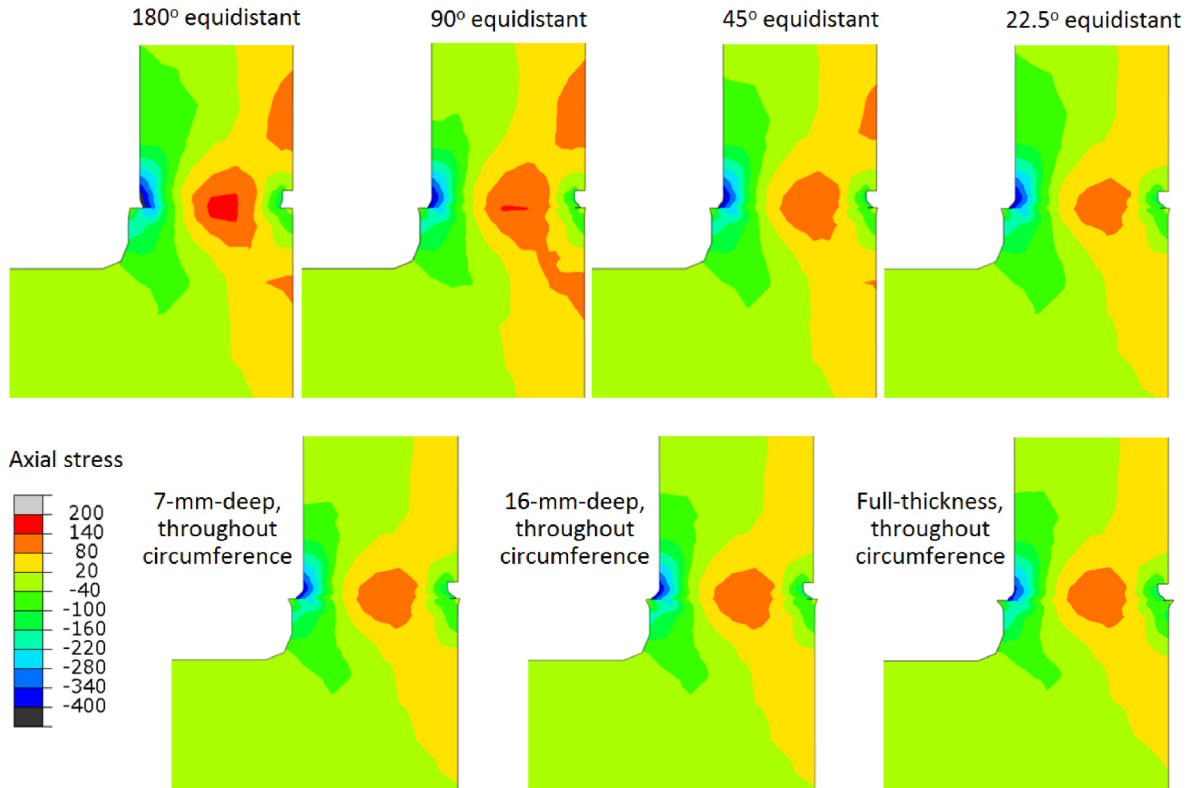 180° equidistant
90° equidistant
45° equidistant
22.5° equidistant
Axial stress
200
140
80
20
-40
-100
-160
-220
-280
-340
-400
7-mm-deep,
throughout
circumference
16-mm-deep,
throughout
circumference
Full-thickness,
throughout
circumference